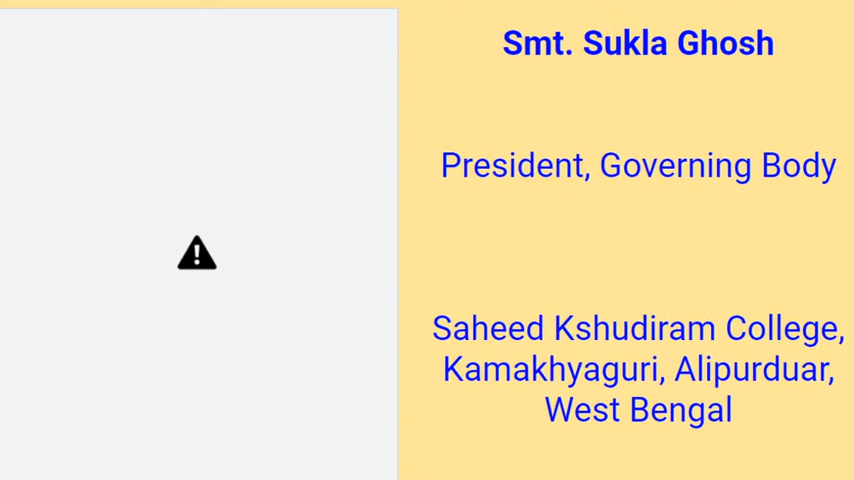 Smt. Sukla Ghosh
President, Governing Body
Saheed Kshudiram College,
Kamakhyaguri, Alipurduar,
West Bengal